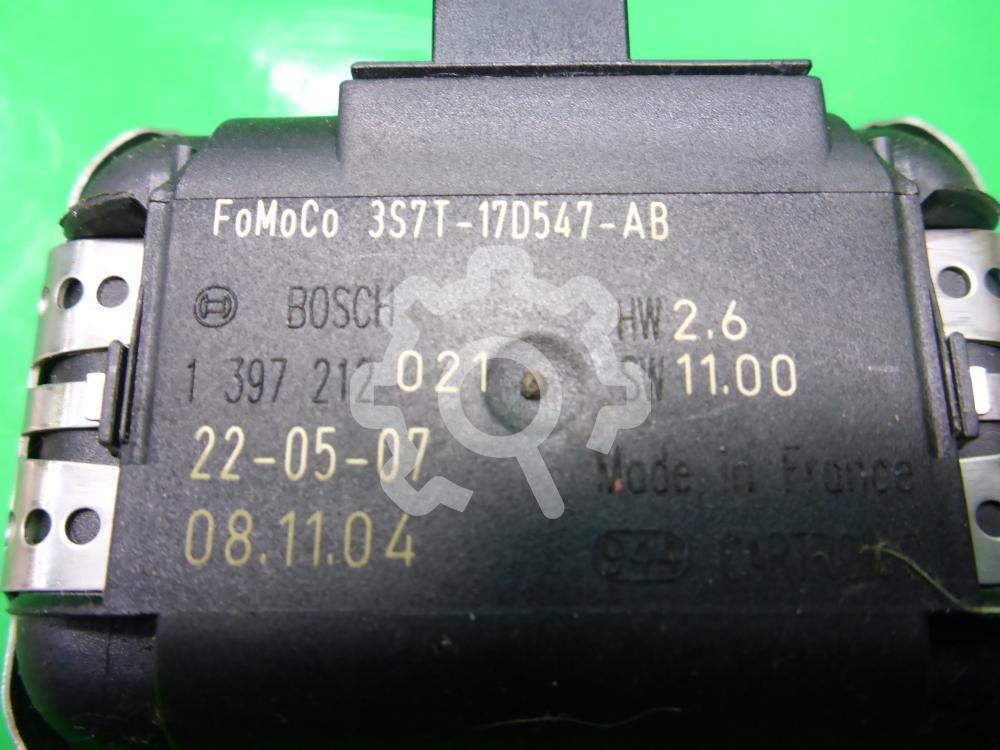 FoMoCo 3S7T-17D547-AB
BOSCH HW 2.6
1 397 212 021 SW 11.00
22-05-07 Made in France
08.11.04 944